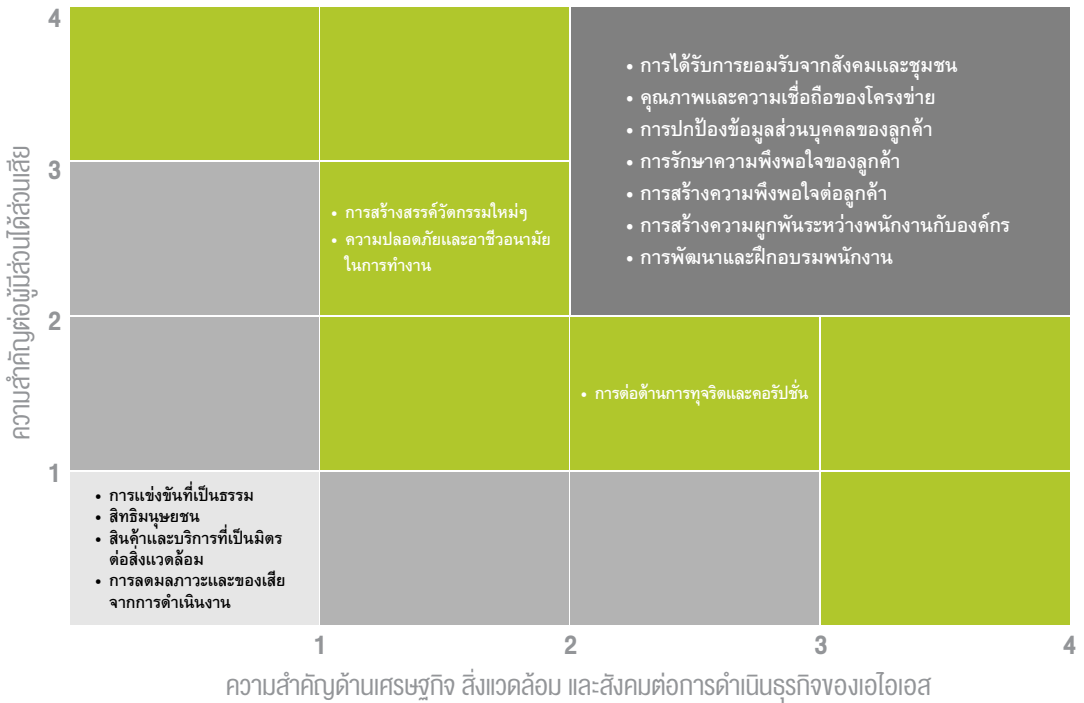 ความสำคัญต่อผู้มีส่วนได้ส่วนเสีย
4
3
2
1
• การได้รับการยอมรับจากสังคมและชุมชน
• คุณภาพและความเชื่อถือของโครงข่าย
• การปกป้องข้อมูลส่วนบุคคลของลูกค้า
• การรักษาความพึงพอใจของลูกค้า
• การสร้างความพึงพอใจต่อลูกค้า
• การสร้างความผูกพันระหว่างพนักงานกับองค์กร
• การพัฒนาและฝึกอบรมพนักงาน
• การสร้างสรรค์วัตกรรมใหม่ๆ
• ความปลอดภัยและอาชีวอนามัย
ในการทำงาน
• การต่อต้านการทุจริตและคอรัปชั่น
• การแข่งขันที่เป็นธรรม
• สิทธิมนุษยชน
• สินค้าและบริการที่เป็นมิตร
ต่อสิ่งแวดล้อม
• การลดมลภาวะและของเสีย
จากการดำเนินงาน
1 2 3 4
ความสำคัญด้านเศรษฐกิจ สิ่งแวดล้อม และสังคมต่อการดำเนินธุรกิจของเอไอเอส